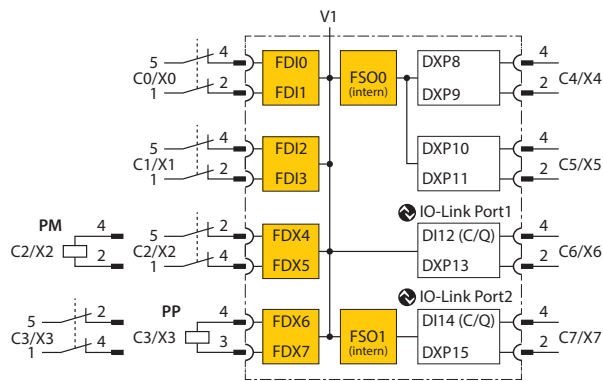 V1
5 4 FDI0 FSO0 (intern) DXP8 4
C0/X0 C4/X4
1 2 FDI1 DXP9 2
5 4 FDI2 DXP10 4
C1/X1 C5/X5
1 2 FDI3 DXP11 2
IO-Link Port1
PM 4 5 2 FDX4 DI12 (C/Q) 4
C2/X2 C2/X2 C6/X6
2 1 4 FDX5 DXP13 2
IO-Link Port2
5 2 PP 4 FDX6 FSO1 (intern) DI14 (C/Q) 4
C3/X3 C3/X3 C7/X7
1 4 3 FDX7 DXP15 2